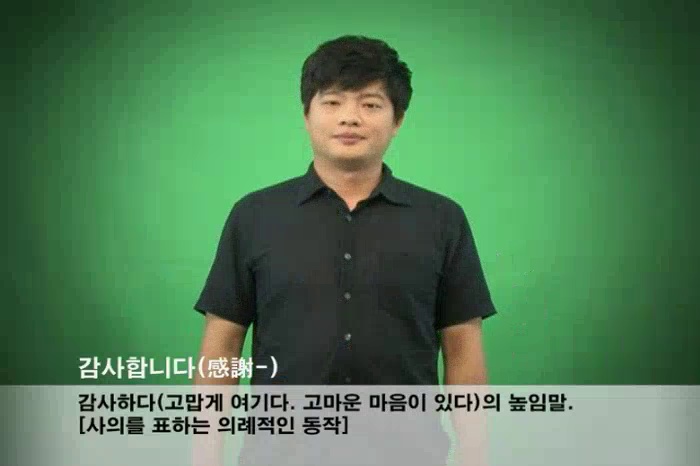 감사합니다(感謝-)
감사하다(고맙게 여기다. 고마운 마음이 있다)의 높임말.
[사의를 표하는 의례적인 동작]